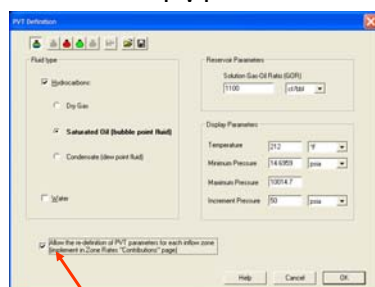 PVT Definition
Fluid type
Hydrocarbons:
Dry Gas
Saturated Oil (bubble point fluid)
Condensate (dew point fluid)
Water
Reservoir Parameters
Solution Gas-Oil Ratio (GOR)
1100 cf/bbl
Display Parameters
Temperature 212 °F
Minimum Pressure 14.6959 psia
Maximum Pressure 10014.7
Increment Pressure 50 psia
Allow the re-definition of PVT parameters for each inflow zone
(implement in Zone Rates "Contributions" page)
Help Cancel OK